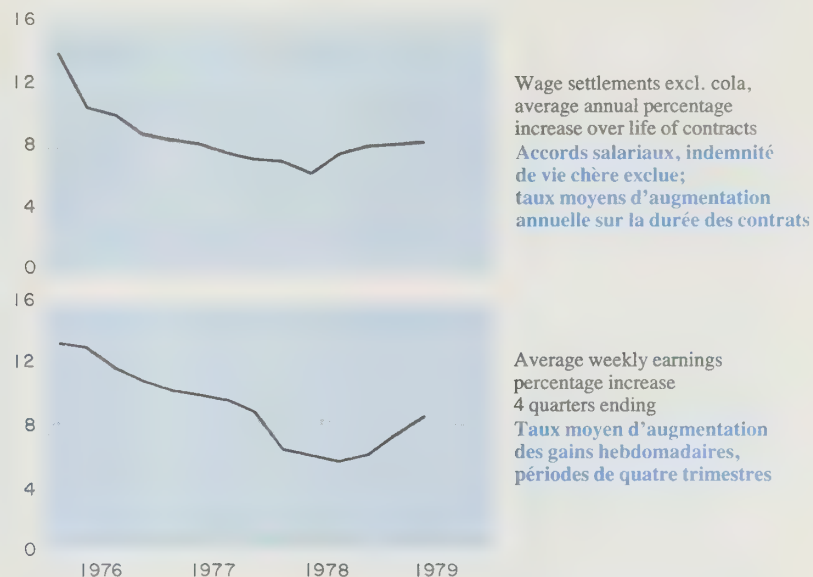 16
12
8
4
0
Wage settlements excl. cola,
average annual percentage
increase over life of contracts
Accords salariaux, indemnité
de vie chère exclue;
taux moyens d'augmentation
annuelle sur la durée des contrats
16
12
8
4
0
Average weekly earnings
percentage increase
4 quarters ending
Taux moyen d'augmentation
des gains hebdomadaires,
périodes de quatre trimestres
1976 1977 1978 1979